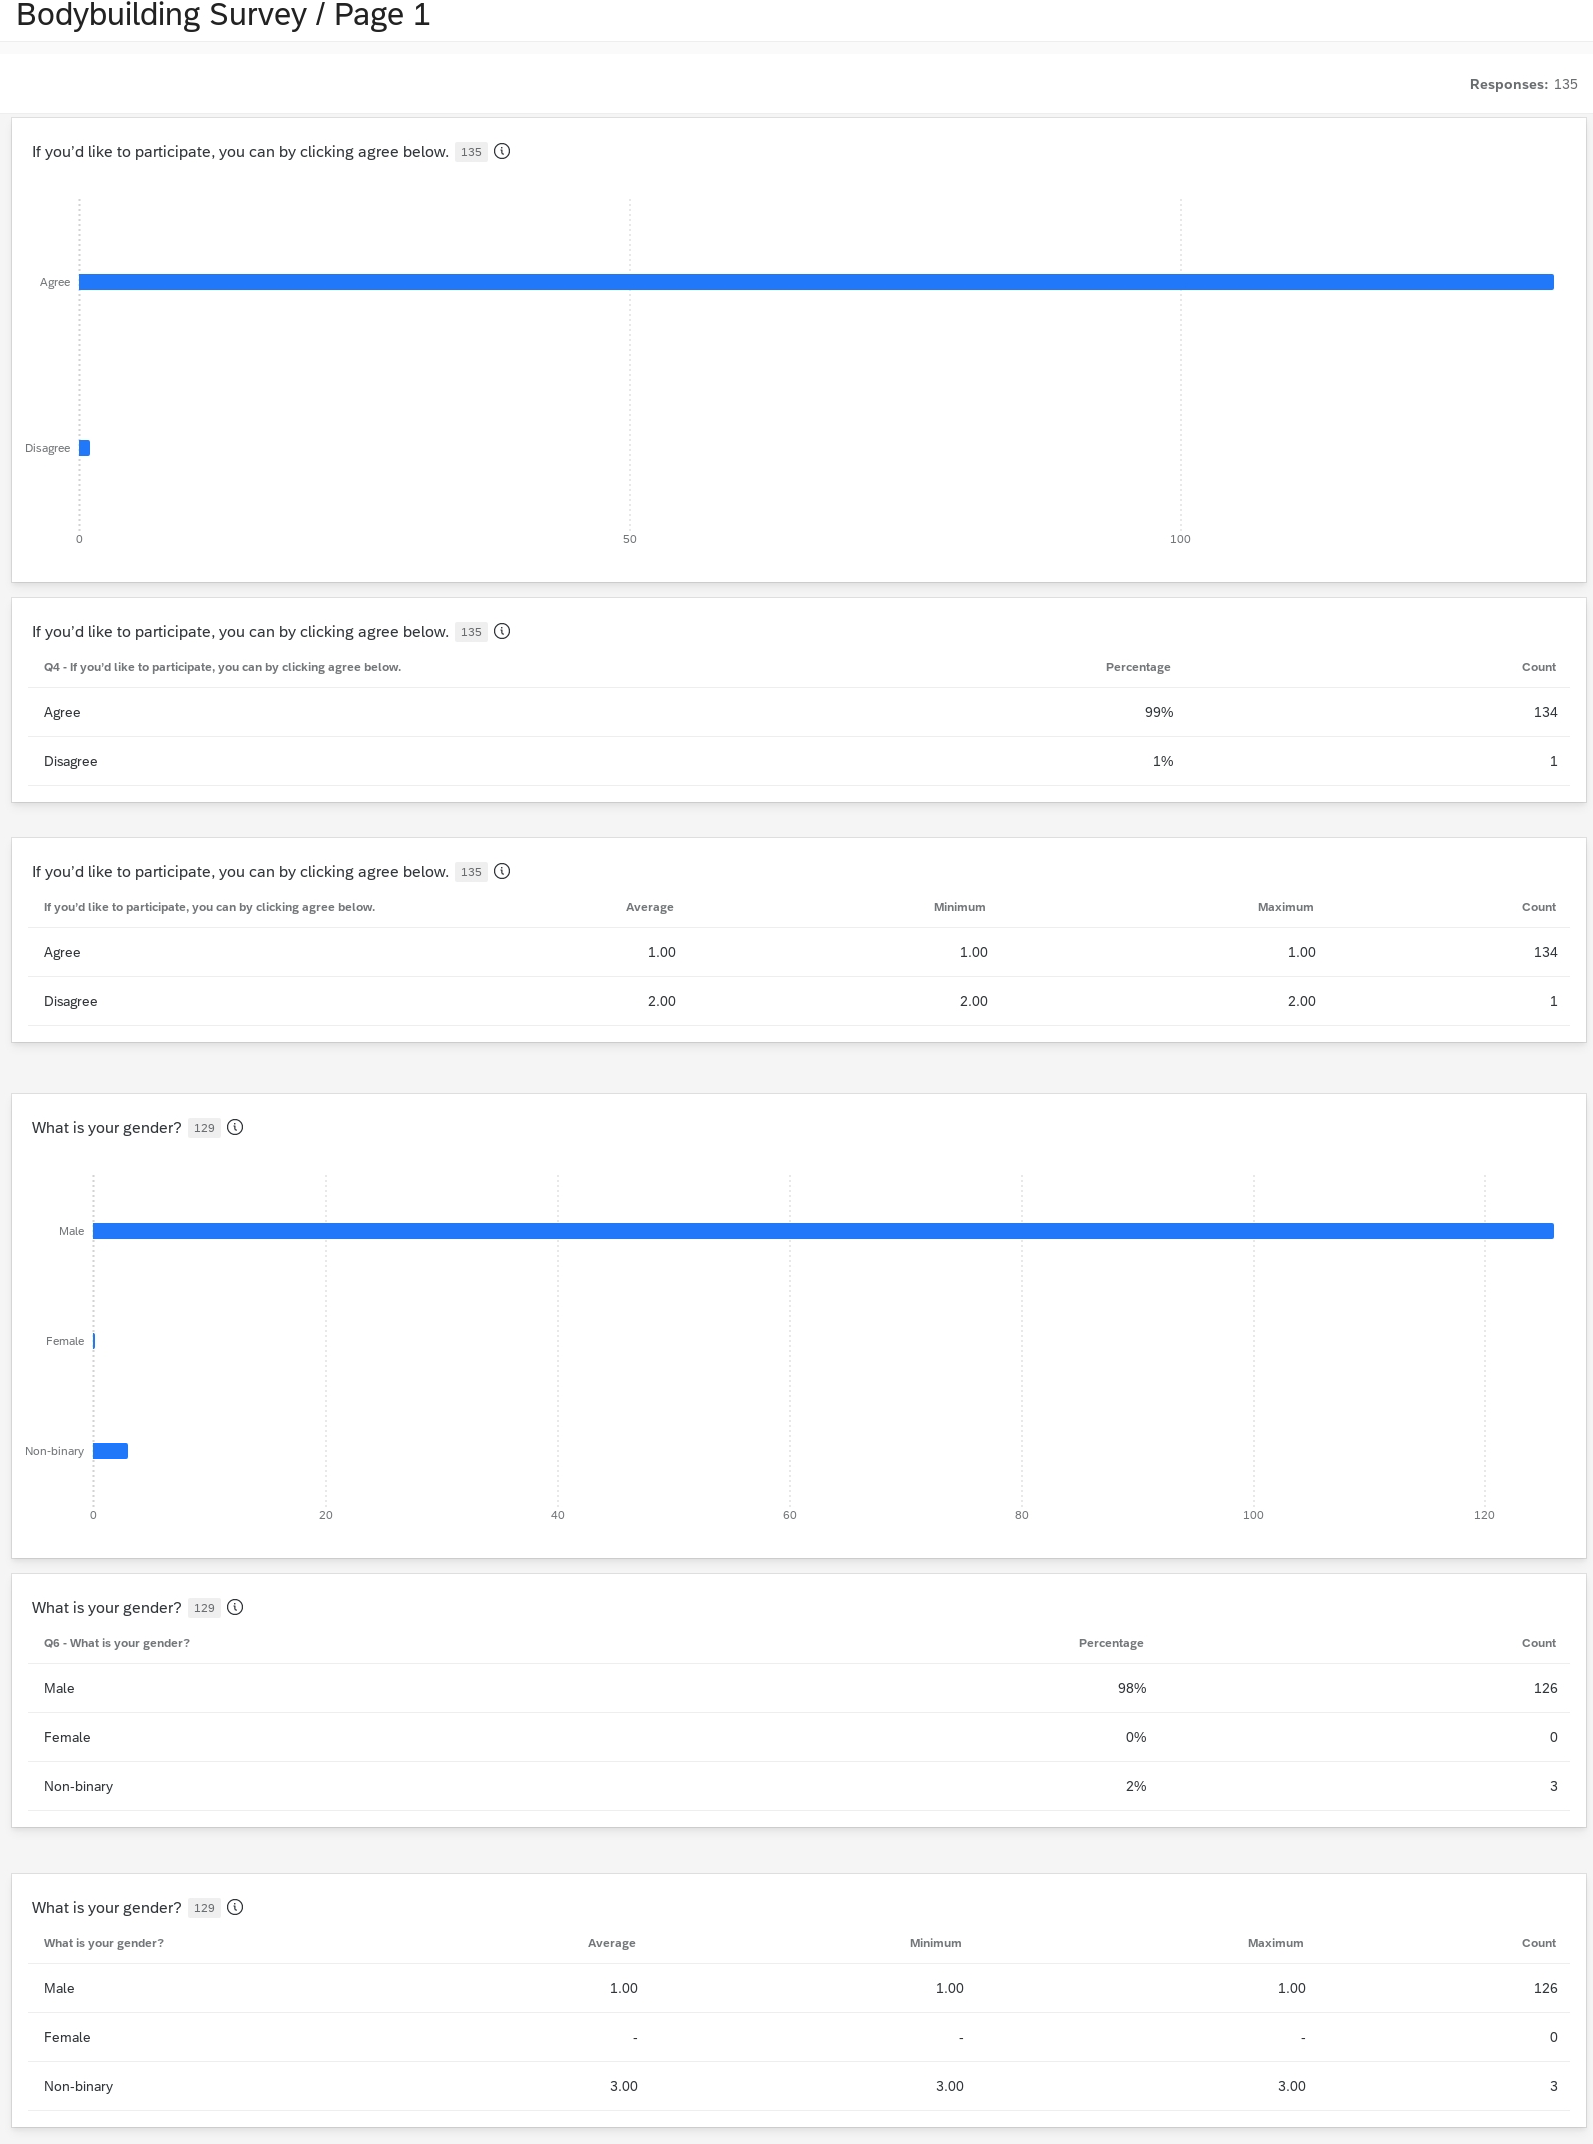 Bodybuilding Survey / Page 1
Responses: 135
If you’d like to participate, you can by clicking agree below. 135
Agree
Disagree
0 50 100
If you’d like to participate, you can by clicking agree below. 135
Q4 - If you’d like to participate, you can by clicking agree below. Percentage Count
Agree 99% 134
Disagree 1% 1
If you’d like to participate, you can by clicking agree below. 135
If you’d like to participate, you can by clicking agree below. Average Minimum Maximum Count
Agree 1.00 1.00 1.00 134
Disagree 2.00 2.00 2.00 1
What is your gender? 129
Male
Female
Non-binary
0 20 40 60 80 100 120
What is your gender? 129
Q6 - What is your gender? Percentage Count
Male 98% 126
Female 0% 0
Non-binary 2% 3
What is your gender? 129
What is your gender? Average Minimum Maximum Count
Male 1.00 1.00 1.00 126
Female - - - 0
Non-binary 3.00 3.00 3.00 3